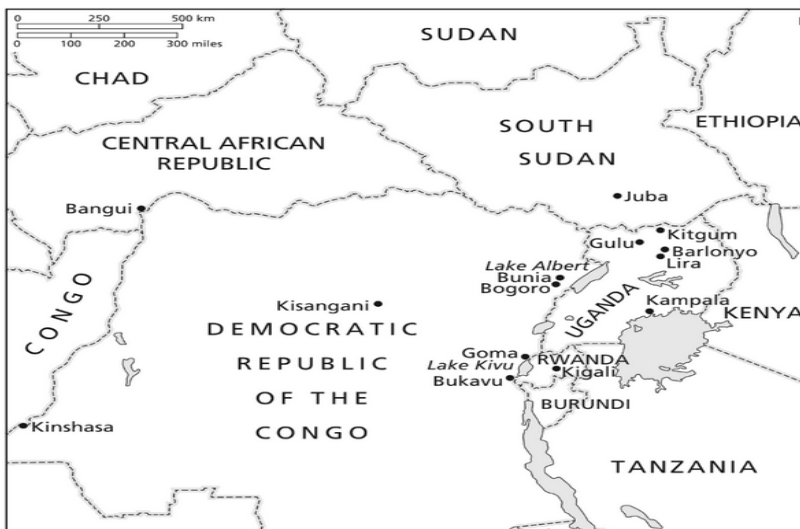 0 250 500 km
0 100 200 300 miles
SUDAN
CHAD
ETHIOPIA
SOUTH
SUDAN
CENTRAL AFRICAN
REPUBLIC
Juba
Bangui
Kitgum
Gulu
Barlonyo
Lira
Lake Albert
Bunia
Bogoro
CONGO
UGANDA
Kampala
Kisangani
KENYA
DEMOCRATIC
REPUBLIC
OF THE
CONGO
Goma
RWANDA
Lake Kivu
Kigali
Bukavu
BURUNDI
Kinshasa
TANZANIA